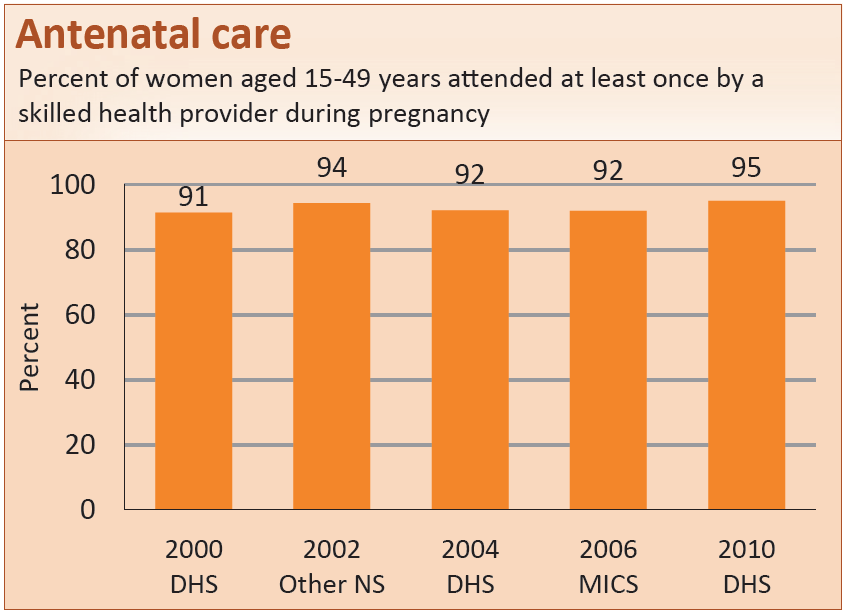 Antenatal care
Percent of women aged 15-49 years attended at least once by a
skilled health provider during pregnancy
91
94
92
92
95
100
80
60
40
20
0
Percent
2000
DHS
2002
Other NS
2004
DHS
2006
MICS
2010
DHS